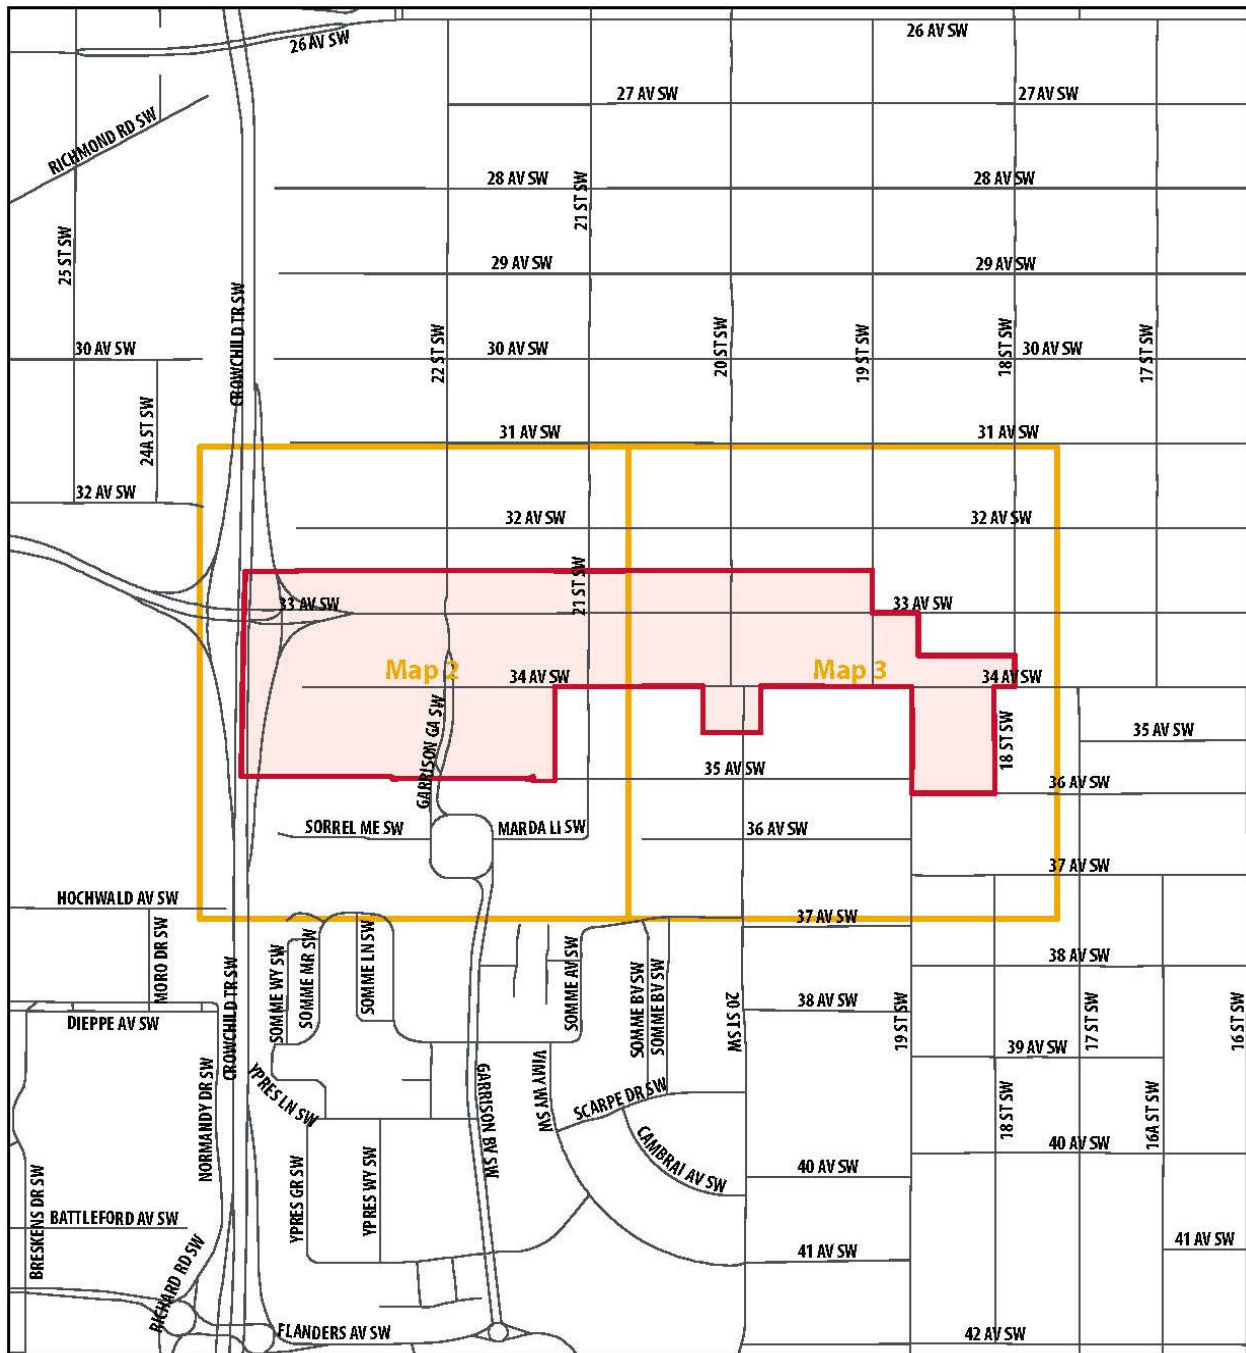 26 AV SW
26 AV SW
27 AV SW
27 AV SW
RICHMOND RD SW
28 AV SW
21 ST SW
28 AV SW
25 ST SW
29 AV SW
29 AV SW
CROWCHILD TR SW
30 AV SW
22 ST SW
30 AV SW
20 ST SW
19 ST SW
18 ST SW
30 AV SW
17 ST SW
24A ST SW
31 AV SW
31 AV SW
32 AV SW
32 AV SW
32 AV SW
21 ST SW
33 AV SW
33 AV SW
Map 2
34 AV SW
Map 3
34 AV SW
GARRISON GA SW
18 ST SW
35 AV SW
35 AV SW
36 AV SW
SORREL ME SW
MARDA LI SW
36 AV SW
37 AV SW
HOCHWALD AV SW
37 AV SW
MORO DR SW
SOMME WY SW
SOMME MR SW
SOMME LN SW
SOMME AV SW
SOMME BV SW
SOMME BV SW
38 AV SW
CROWCHILD TR SW
20 ST SW
38 AV SW
19 ST SW
17 ST SW
16 ST SW
DIEPPE AV SW
39 AV SW
NORMANDY DR SW
YPRES LN SW
GARRISON BV SW
VIMY WY SW
SCARPE DR SW
18 ST SW
16A ST SW
CAMBRAI AV SW
40 AV SW
40 AV SW
YPRES GR SW
YPRES WY SW
BRESKENS DR SW
BATTLEFORD AV SW
41 AV SW
41 AV SW
RICHARD RD SW
FLANDERS AV SW
42 AV SW